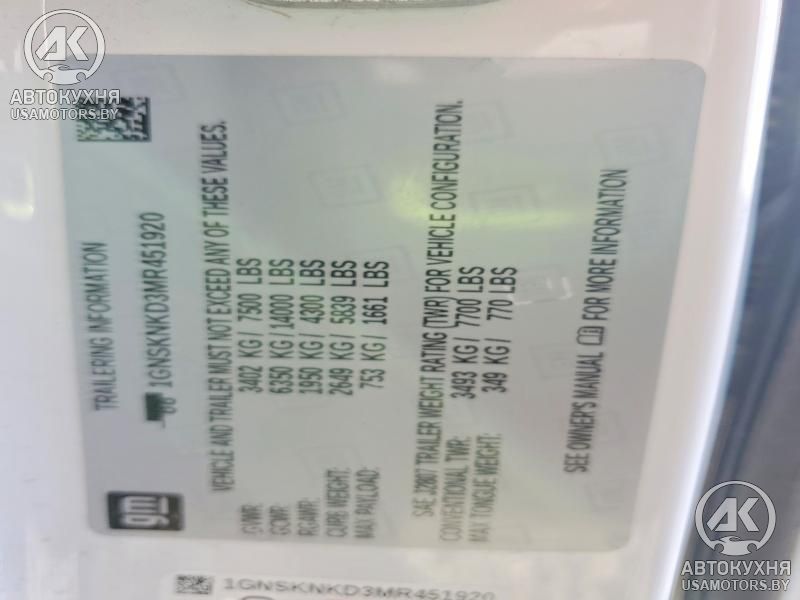 AK
АВТОКУХНЯ
USAMOTORS.BY
gm
TRAILERING INFORMATION
1GNSKNKD3MR451920
VEHICLE AND TRAILER MUST NOT EXCEED ANY OF THESE VALUES.
GVWR: 3402 KG / 7500 LBS
GCWR: 6350 KG / 14000 LBS
RGAWR: 1950 KG / 4300 LBS
CURB WEIGHT: 2649 KG / 5839 LBS
MAX PAYLOAD: 753 KG / 1661 LBS
SAE J2807 TRAILER WEIGHT RATING (TWR) FOR VEHICLE CONFIGURATION.
CONVENTIONAL TWR: 3493 KG / 7700 LBS
MAX TONGUE WEIGHT: 349 KG / 770 LBS
SEE OWNER'S MANUAL FOR MORE INFORMATION
1GNSKNKD3MR451920
AK
АВТОКУХНЯ
USAMOTORS.BY